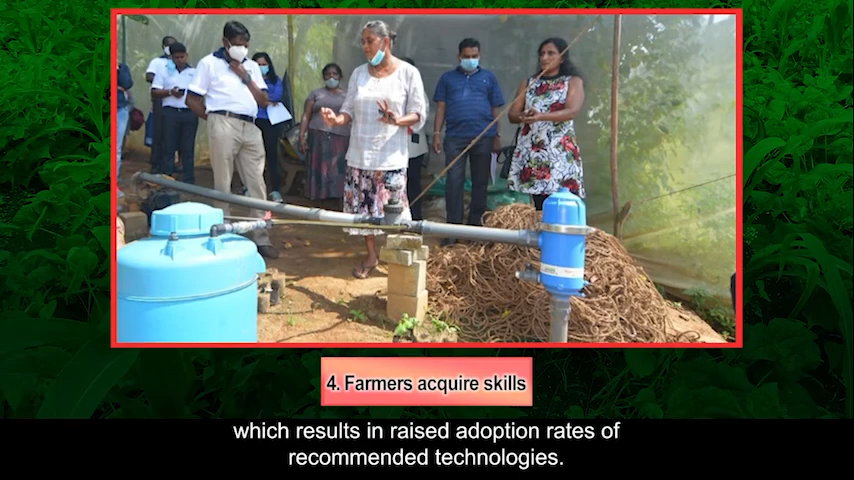 4. Farmers acquire skills
which results in raised adoption rates of
recommended technologies.